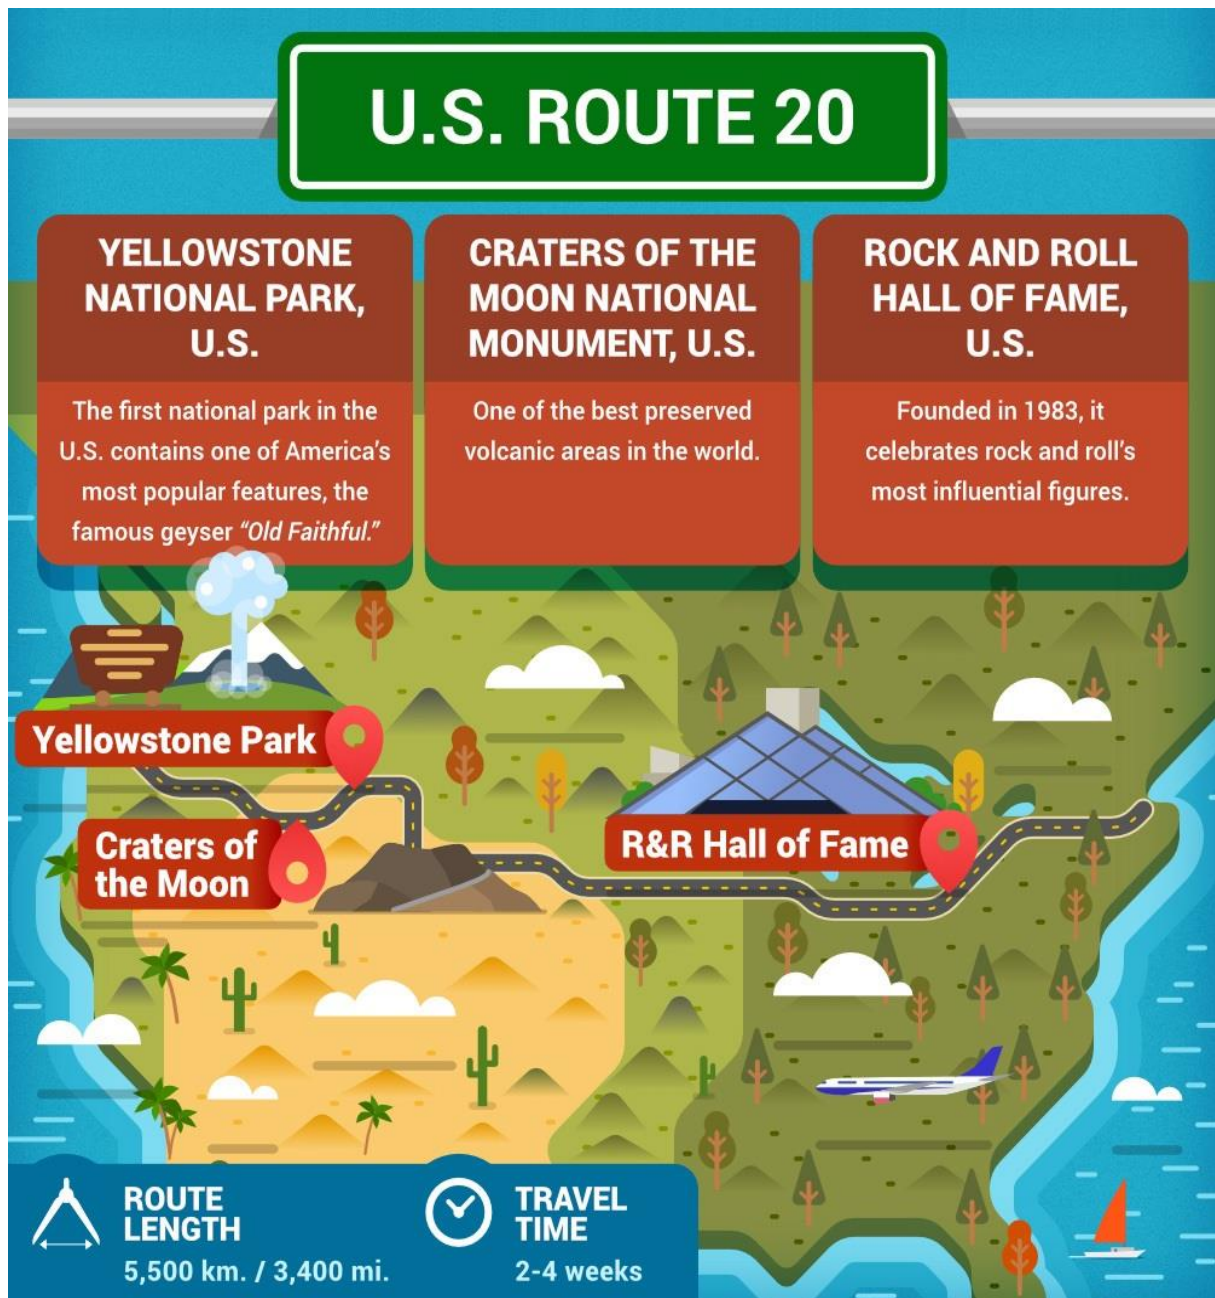 U.S. ROUTE 20
YELLOWSTONE
NATIONAL PARK,
U.S.
The first national park in the
U.S. contains one of America's
most popular features, the
famous geyser “Old Faithful.”
CRATERS OF THE
MOON NATIONAL
MONUMENT, U.S.
One of the best preserved
volcanic areas in the world.
ROCK AND ROLL
HALL OF FAME,
U.S.
Founded in 1983, it
celebrates rock and roll's
most influential figures.
Yellowstone Park
Craters of
the Moon
R&R Hall of Fame
ROUTE
LENGTH
5,500 km. / 3,400 mi.
TRAVEL
TIME
2-4 weeks